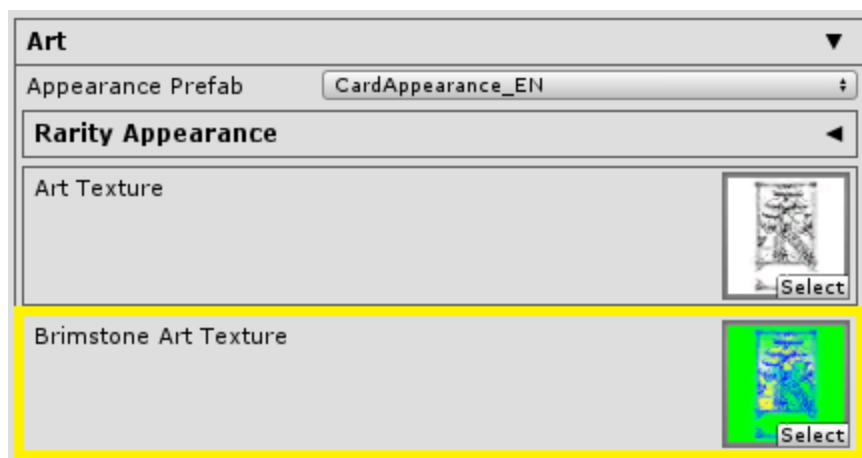 Art
Appearance Prefab CardAppearance_EN
Rarity Appearance
Art Texture
Select
Brimstone Art Texture
Select